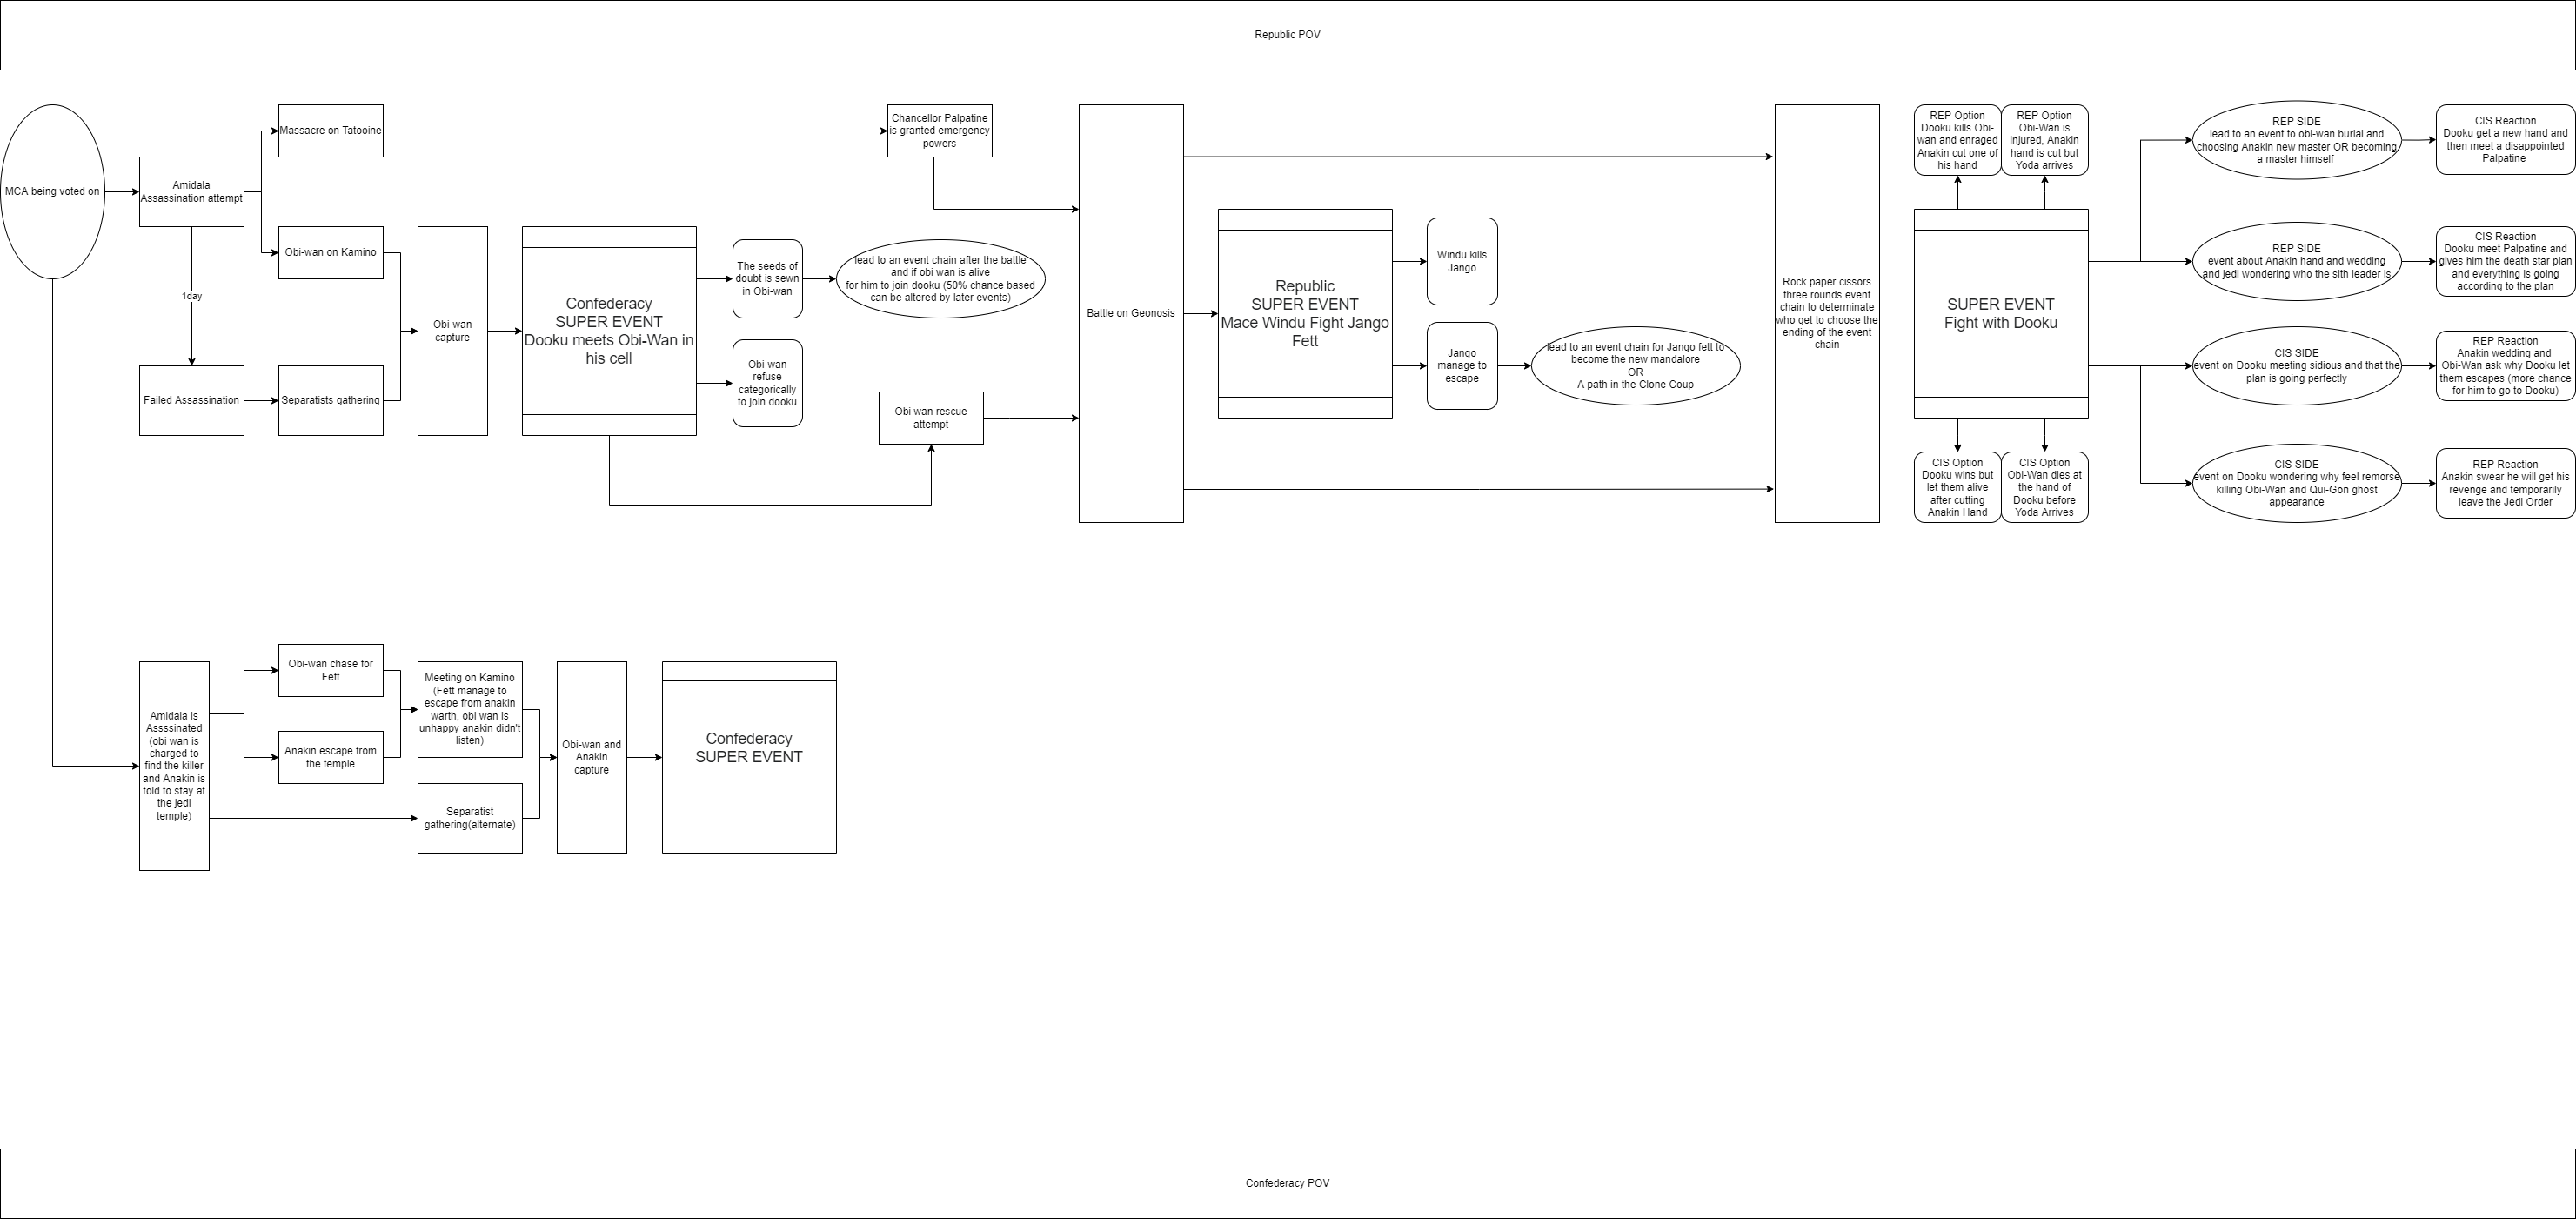 Republic POV
MCA being voted on
Amidala
Assassination attempt
1day
Failed Assassination
Massacre on Tatooine
Obi-wan on Kamino
Separatists gathering
Obi-wan
capture
Confederacy
SUPER EVENT
Dooku meets Obi-Wan in
his cell
The seeds of
doubt is sewn
in Obi-wan
Obi-wan
refuse
categorically
to join dooku
lead to an event chain after the battle
and if obi wan is alive
for him to join dooku (50% chance based
can be altered by later events)
Chancellor Palpatine
is granted emergency
powers
Obi wan rescue
attempt
Battle on Geonosis
Republic
SUPER EVENT
Mace Windu Fight Jango
Fett
Windu kills
Jango
Jango
manage to
escape
lead to an event chain for Jango fett to
become the new mandalore
OR
A path in the Clone Coup
Rock paper cissors
three rounds event
chain to determinate
who get to choose the
ending of the event
chain
REP Option
Dooku kills Obi-
wan and enraged
Anakin cut one of
his hand
REP Option
Obi-Wan is
injured, Anakin
hand is cut but
Yoda arrives
SUPER EVENT
Fight with Dooku
CIS Option
Dooku wins but
let them alive
after cutting
Anakin Hand
CIS Option
Obi-Wan dies at
the hand of
Dooku before
Yoda Arrives
REP SIDE
lead to an event to obi-wan burial and
choosing Anakin new master OR becoming
a master himself
CIS Reaction
Dooku get a new hand and
then meet a disappointed
Palpatine
REP SIDE
event about Anakin hand and wedding
and jedi wondering who the sith leader is
CIS Reaction
Dooku meet Palpatine and
gives him the death star plan
and everything is going
according to the plan
CIS SIDE
event on Dooku meeting sidious and that the
plan is going perfectly
REP Reaction
Anakin wedding and
Obi-Wan ask why Dooku let
them escapes (more chance
for him to go to Dooku)
CIS SIDE
event on Dooku wondering why feel remorse
killing Obi-Wan and Qui-Gon ghost
appearance
REP Reaction
Anakin swear he will get his
revenge and temporarily
leave the Jedi Order
Amidala is
Asssinated
(obi wan is
charged to
find the killer
and Anakin is
told to stay at
the jedi
temple)
Obi-wan chase for
Fett
Anakin escape from
the temple
Meeting on Kamino
(Fett manage to
escape from anakin
warth, obi wan is
unhappy anakin didn't
listen)
Separatist
gathering(alternate)
Obi-wan and
Anakin
capture
Confederacy
SUPER EVENT
Confederacy POV